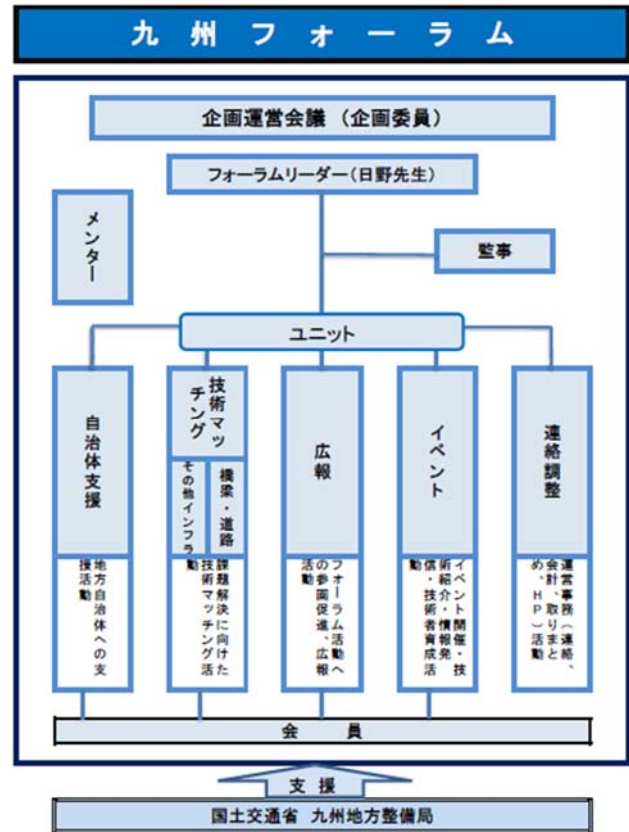 九州フォーラム
企画運営会議 （企画委員）
フォーラムリーダー（日野先生）
メンター
監事
ユニット
自治体支援
技術マッ
チング
橋梁・道路
その他インフラ
広報
イベント
連絡調整
地方自治体への支
援活動
課題解決に向けた
技術マッチング活
動
フォーラム活動へ
の参画促進、広報
活動
イベント開催・技
術紹介・情報発
信・技術者育成活
動
運営事務（連絡、
会計、取りまと
め、HP）活動
会員
支援
国土交通省 九州地方整備局